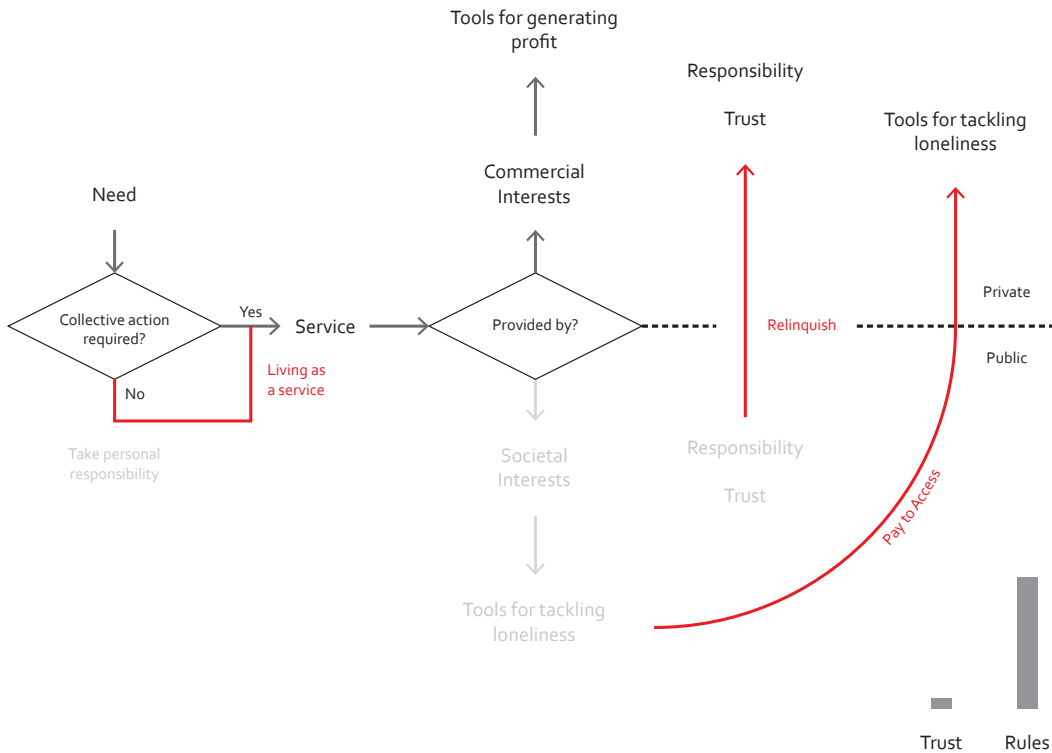 Tools for generating
profit
Responsibility
Trust
Tools for tackling
loneliness
Commercial
Interests
Need
Private
Yes
Collective action
required?
Service
Provided by?
Relinquish
Public
Living as
a service
No
Take personal
responsibility
Societal
Interests
Responsibility
Trust
Pay to Access
Tools for tackling
loneliness
Trust
Rules